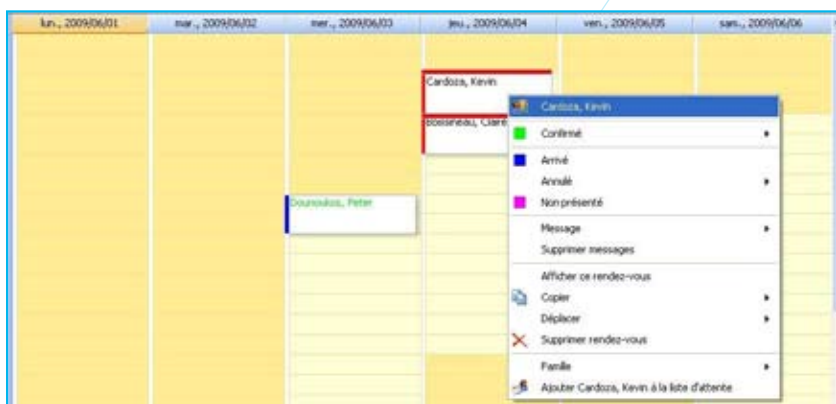 lun., 2009/06/01 mar., 2009/06/02 mer., 2009/06/03 jeu., 2009/06/04 ven., 2009/06/05 sam., 2009/06/06
Cardoza, Kevin
Cardoza, Kevin
Boisineau, Claire
Confirmé
Arrivé
Annulé
Dounoulos, Peter
Non présenté
Message
Supprimer messages
Afficher ce rendez-vous
Copier
Déplacer
Supprimer rendez-vous
Famille
Ajouter Cardoza, Kevin à la liste d'attente